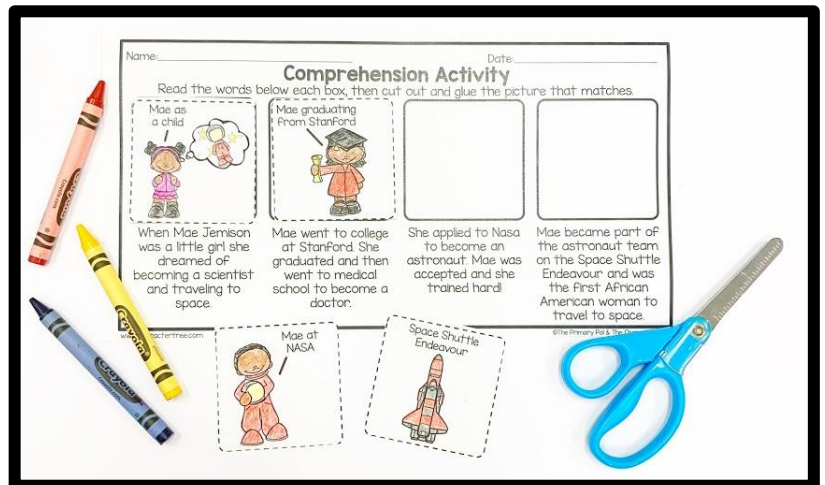 Name:
Date:
Comprehension Activity
Read the words below each box, then cut out and glue the picture that matches.
Mae as
a child
Mae graduating
from Stanford
When Mae Jemison
was a little girl she
dreamed of
becoming a scientist
and traveling to
space.
Mae went to college
at Stanford. She
graduated and then
went to medical
school to become a
doctor.
She applied to Nasa
to become an
astronaut. Mae was
accepted and she
trained hard!
Mae became part of
the astronaut team
on the Space Shuttle
Endeavour and was
the first African
American woman to
travel to space.
©The Primary Pal & The
Mae at
NASA
Space Shuttle
Endeavour
Crayola
Crayola
Crayola